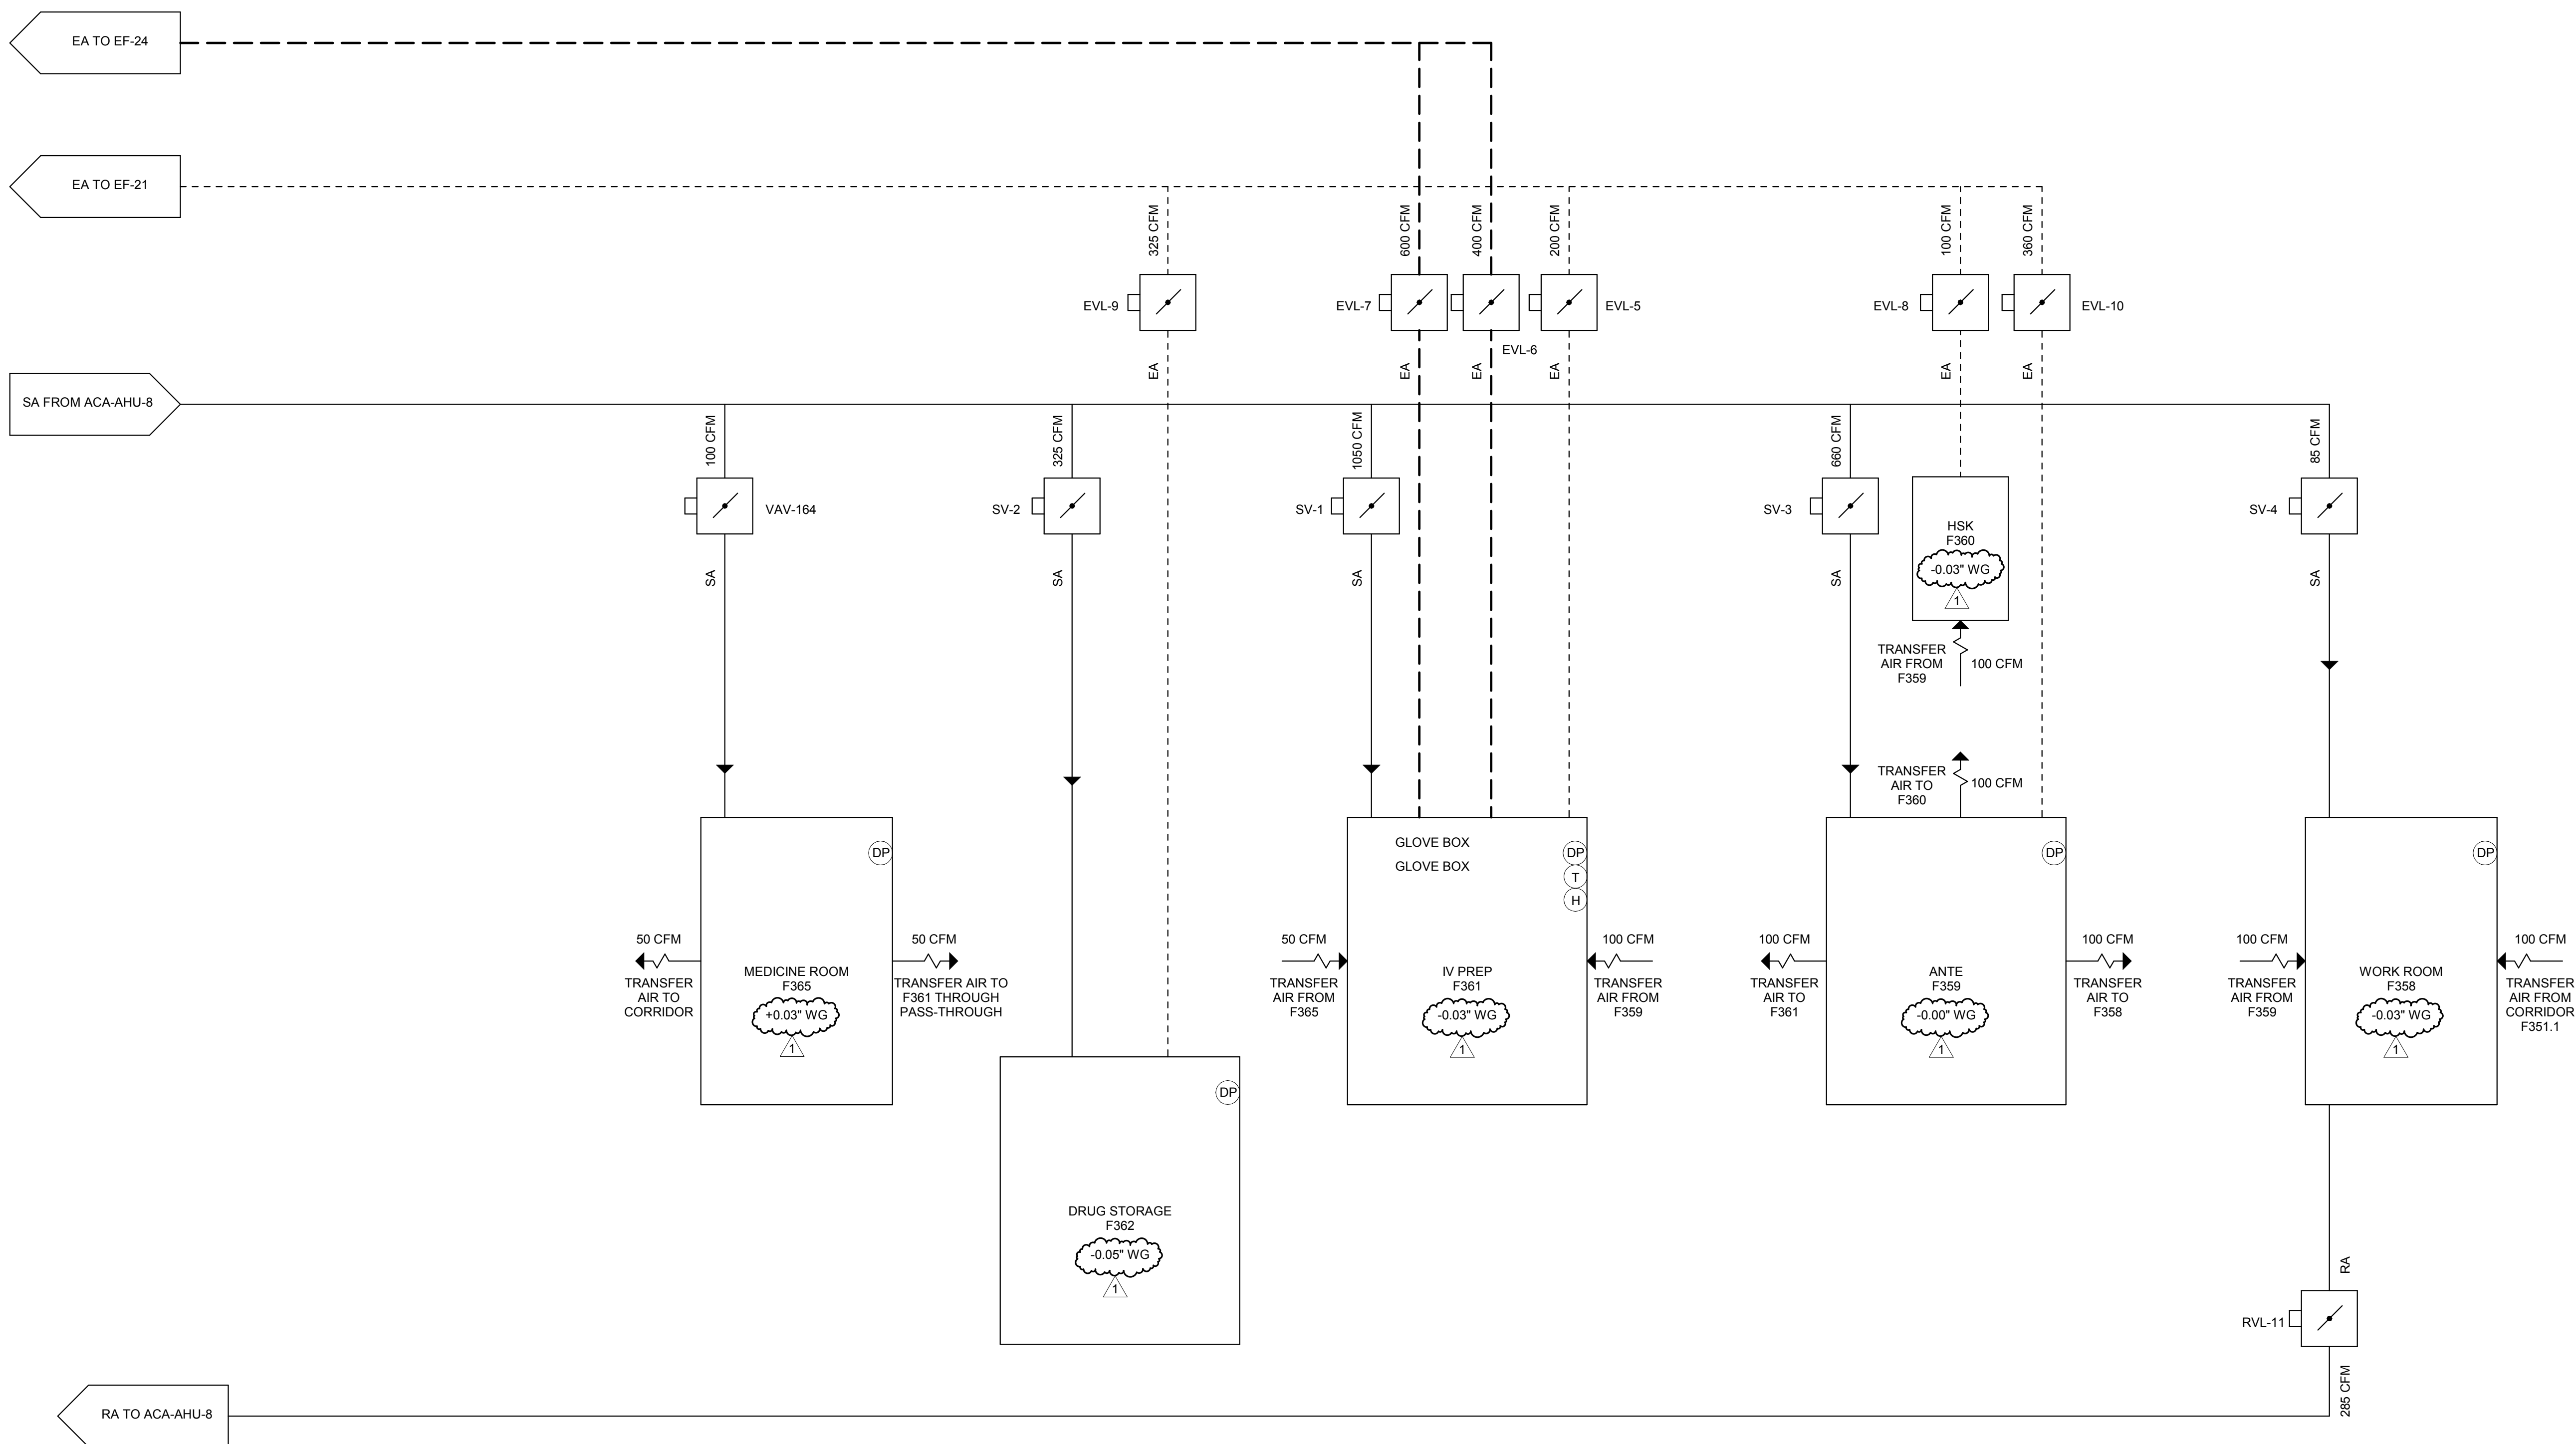 EA TO EF-24
EA TO EF-21
325 CFM
600 CFM
400 CFM
200 CFM
100 CFM
360 CFM
EVL-9
EVL-7
EVL-6
EVL-5
EVL-8
EVL-10
EA
EA
EA
EA
EA
EA
SA FROM ACA-AHU-8
100 CFM
325 CFM
1050 CFM
660 CFM
85 CFM
VAV-164
SV-2
SV-1
SV-3
SV-4
SA
SA
SA
SA
SA
HSK
F360
-0.03" WG
1
TRANSFER
AIR FROM
F359
100 CFM
TRANSFER
AIR TO
F360
100 CFM
DP
50 CFM
TRANSFER
AIR TO
CORRIDOR
MEDICINE ROOM
F365
+0.03" WG
1
50 CFM
TRANSFER AIR TO
F361 THROUGH
PASS-THROUGH
DP
DRUG STORAGE
F362
-0.05" WG
1
GLOVE BOX
GLOVE BOX
DP
T
H
50 CFM
TRANSFER
AIR FROM
F365
IV PREP
F361
-0.03" WG
1
100 CFM
TRANSFER
AIR FROM
F359
DP
100 CFM
TRANSFER
AIR TO
F361
ANTE
F359
-0.00" WG
1
100 CFM
TRANSFER
AIR TO
F358
DP
100 CFM
TRANSFER
AIR FROM
F359
WORK ROOM
F358
-0.03" WG
1
100 CFM
TRANSFER
AIR FROM
CORRIDOR
F351.1
RA
RVL-11
285 CFM
RA TO ACA-AHU-8